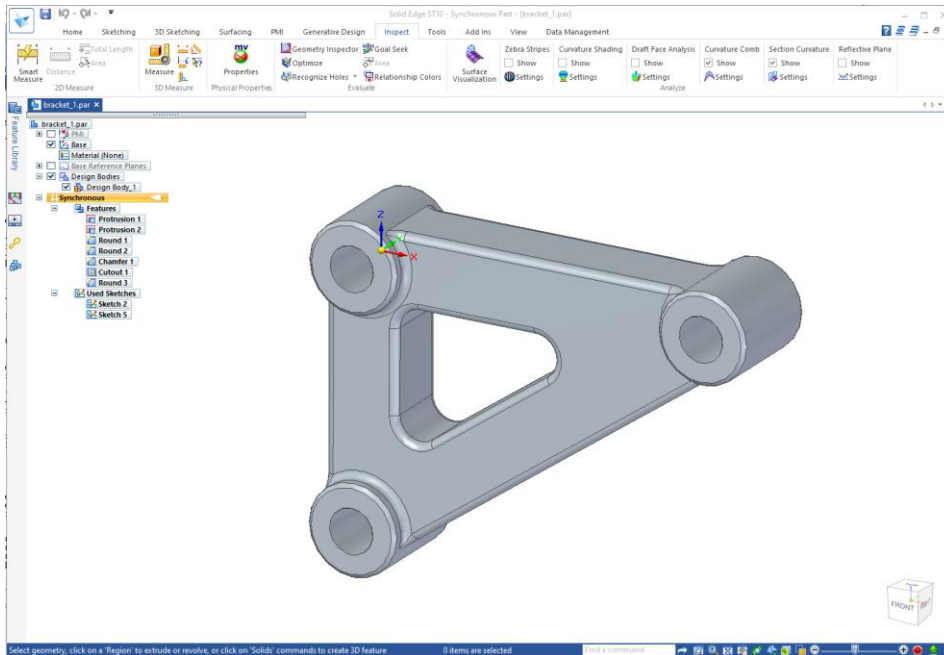 Solid Edge ST10 - Synchronous Part - [bracket_1.par]
Home Sketching 3D Sketching Surfacing PMI Generative Design Inspect Tools Add Ins View Data Management
Smart Measure
Distance
Total Length
Area
2D Measure
Measure
3D Measure
Properties
Physical Properties
Geometry Inspector
Optimize
Recognize Holes
Goal Seek
Area
Relationship Colors
Evaluate
Surface Visualization
Zebra Stripes
Show
Settings
Curvature Shading
Show
Settings
Draft Face Analysis
Show
Settings
Curvature Comb
Show
Settings
Section Curvature
Show
Settings
Reflective Plane
Show
Settings
Analyze
bracket_1.par
Feature Library
bracket_1.par
PMI
Base
Material (None)
Base Reference Planes
Design Bodies
Design Body_1
Synchronous
Features
Protrusion 1
Protrusion 2
Round 1
Round 2
Chamfer 1
Cutout 1
Round 3
Used Sketches
Sketch 2
Sketch 5
Z
X
FRONT
Select geometry, click on a 'Region' to extrude or revolve, or click on 'Solids' commands to create 3D feature
0 items are selected
Find a command